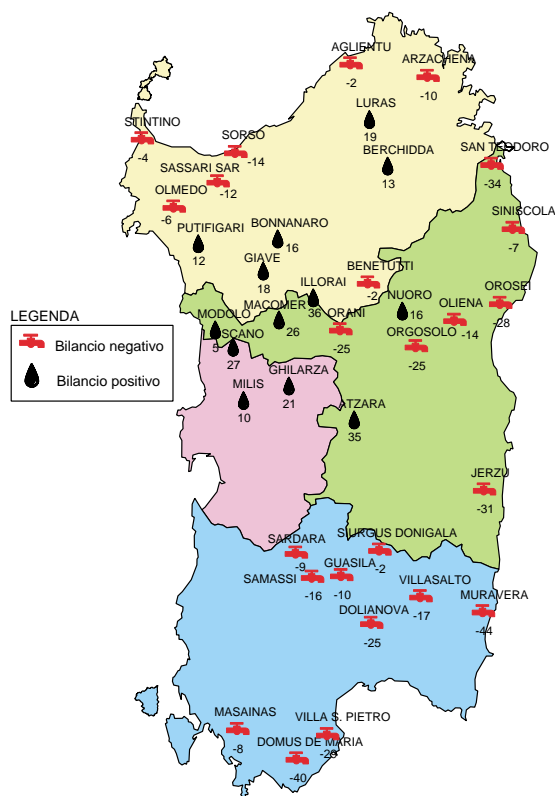 AGLIENTU
-2
ARZACHENA
-10
LURAS
19
STINTINO
-4
SORSO
-14
BERCHIDDA
13
SAN TEODORO
-34
SASSARI SAR
-12
OLMEDO
-6
SINISCOLA
-7
PUTIFIGARI
12
BONNANARO
16
GIAVE
18
BENETUTTI
-2
ILLORAI
36
NUORO
16
OROSEI
-28
OLIENA
-14
MACOMER
26
ORANI
-25
ORGOSOLO
-25
MODOLO
5
SCANO
27
LEGENDA
Bilancio negativo
Bilancio positivo
MILIS
10
GHILARZA
21
ATZARA
35
JERZU
-31
SARDARA
-9
SIURGUS DONIGALA
-2
SAMASSI
-16
GUASILA
-10
VILLASALTO
-17
MURAVERA
-44
DOLIANOVA
-25
MASAINAS
-8
VILLA S. PIETRO
-29
DOMUS DE MARIA
-40